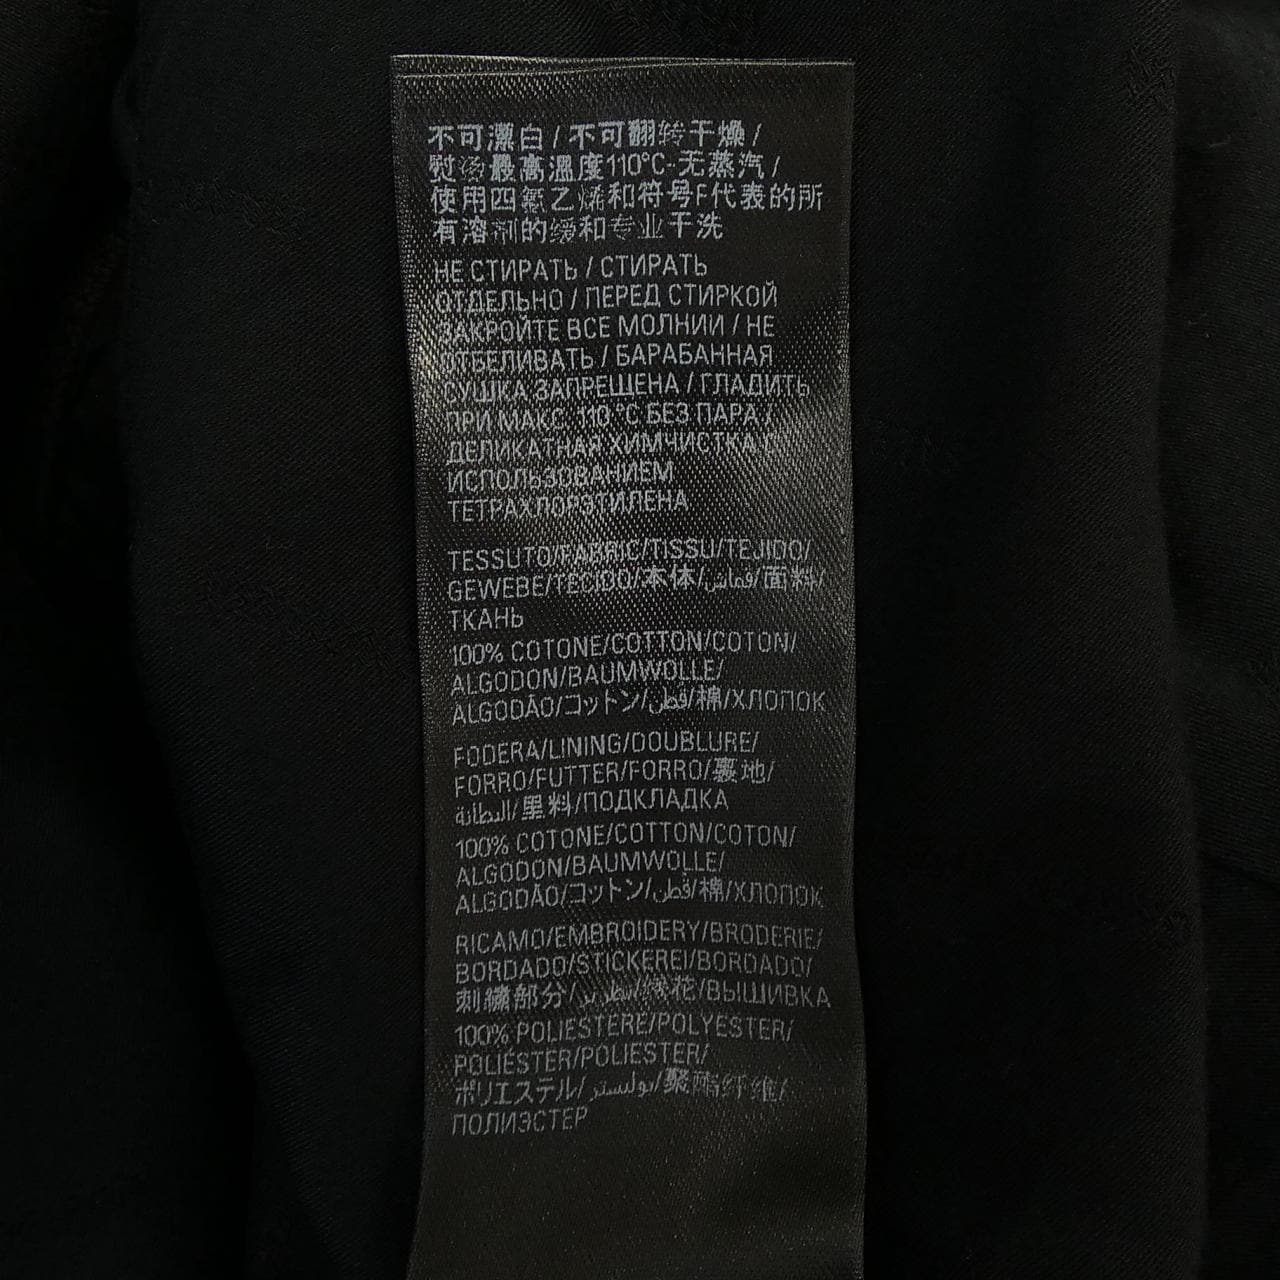 不可漂白 / 不可翻转干燥 /
熨烫最高温度110°C-无蒸汽 /
使用四氯乙烯和符号F代表的所
有溶剂的缓和专业干洗
НЕ СТИРАТЬ / СТИРАТЬ
ОТДЕЛЬНО / ПЕРЕД СТИРКОЙ
ЗАКРОЙТЕ ВСЕ МОЛНИИ / НЕ
ОТБЕЛИВАТЬ / БАРАБАННАЯ
СУШКА ЗАПРЕЩЕНА / ГЛАДИТЬ
ПРИ МАКС. 110 °C БЕЗ ПАРА /
ДЕЛИКАТНАЯ ХИМЧИСТКА С
ИСПОЛЬЗОВАНИЕМ
ТЕТРАХЛОРЭТИЛЕНА
TESSUTO/FABRIC/TISSU/TEJIDO/
GEWEBE/TECIDO/本体/قماش/面料/
ТКАНЬ
100% COTONE/COTTON/COTON/
ALGODON/BAUMWOLLE/
ALGODÃO/コットン/قطن/棉/ХЛОПОК
FODERA/LINING/DOUBLURE/
FORRO/FUTTER/FORRO/裏地/
البطانة/里料/ПОДКЛАДКА
100% COTONE/COTTON/COTON/
ALGODON/BAUMWOLLE/
ALGODÃO/コットン/قطن/棉/ХЛОПОК
RICAMO/EMBROIDERY/BRODERIE/
BORDADO/STICKEREI/BORDADO/
刺繍部分/تطريز/绣花/ВЫШИВКА
100% POLIESTERE/POLYESTER/
POLIÉSTER/POLIESTER/
ポリエステル/بوليستر/聚酯纤维/
ПОЛИЭСТЕР